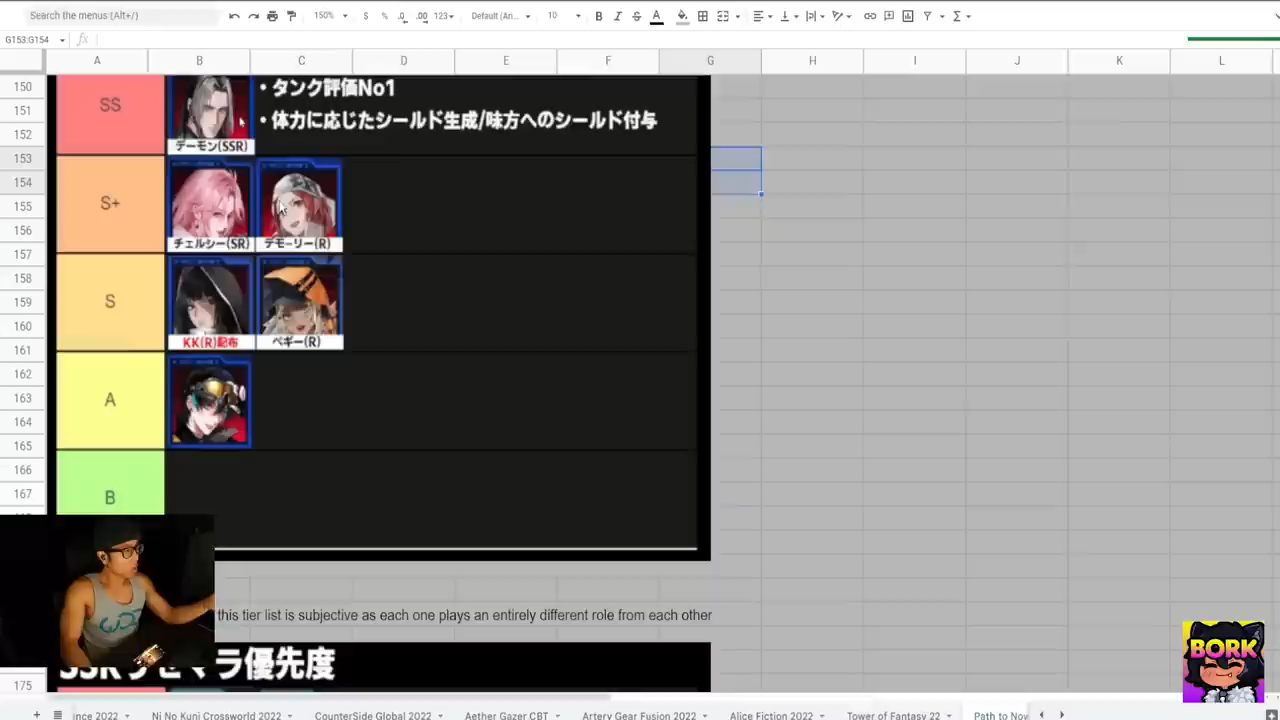 Search the menus (Alt+/)
150%
$ % .0 .00 123
Default (Ari...
10
B I S A
G153:G154
fx
A B C D E F G H I J K L
150
SS
・タンク評価No1
151
・体力に応じたシールド生成/味方へのシールド付与
152
デーモン(SSR)
153
154
155
S+
156
チェルシー(SR) デモーリー(R)
157
158
159
S
160
161
KK(R)配布 ペギー(R)
162
163
A
164
165
166
167
B
this tier list is subjective as each one plays an entirely different role from each other
BORK
ラ優先度
175
ince 2022 Ni No Kuni Crossworld 2022 CounterSide Global 2022 Aether Gazer CBT Artery Gear Fusion 2022 Alice Fiction 2022 Tower of Fantasy 22 Path to Now